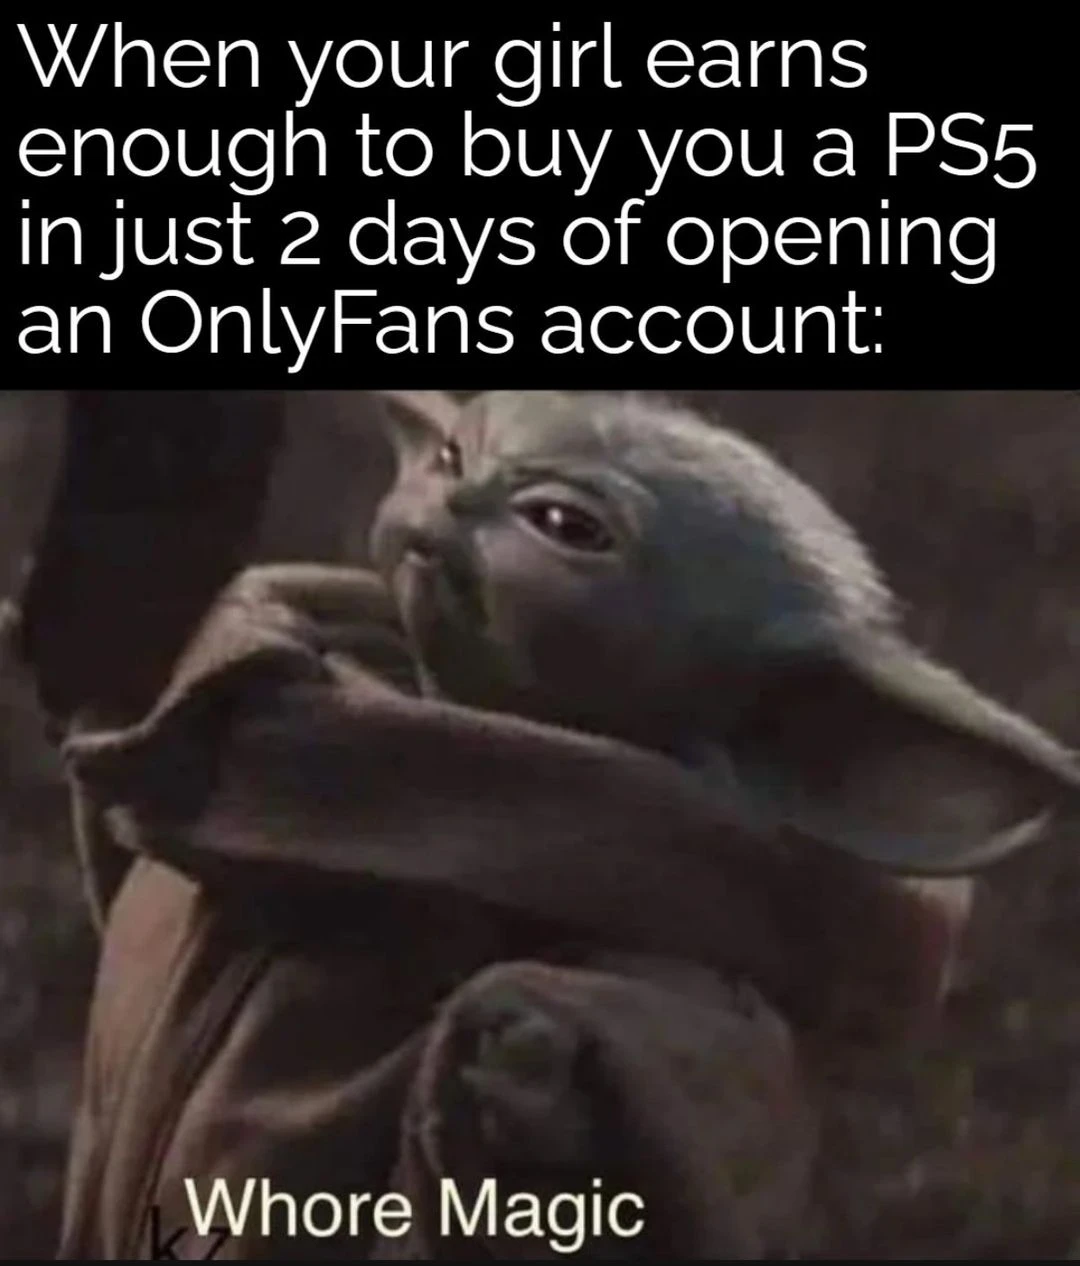 When your girl earns
enough to buy you a PS5
in just 2 days of opening
an OnlyFans account:
Whore Magic
kz